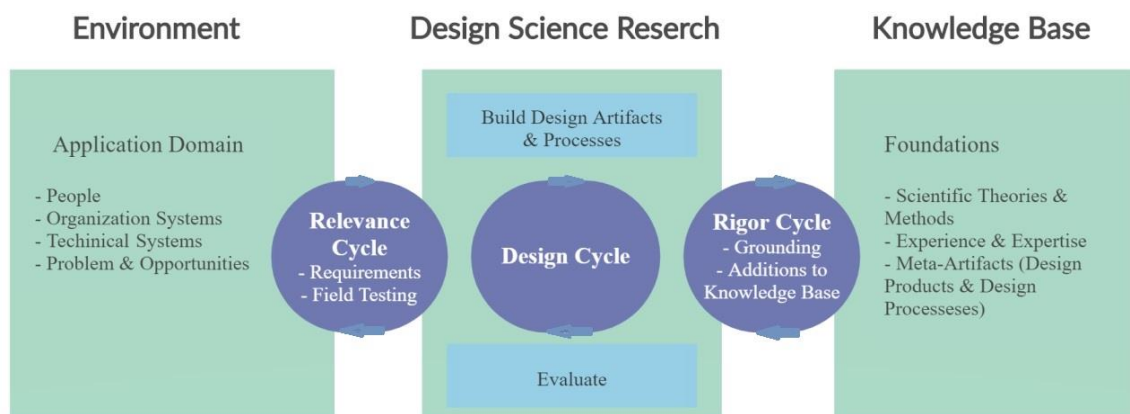 Environment
Design Science Reserch
Knowledge Base
Application Domain
- People
- Organization Systems
- Techinical Systems
- Problem & Opportunities
Relevance
Cycle
- Requirements
- Field Testing
Build Design Artifacts
& Processes
Design Cycle
Evaluate
Rigor Cycle
- Grounding
- Additions to
Knowledge Base
Foundations
- Scientific Theories &
Methods
- Experience & Expertise
- Meta-Artifacts (Design
Products & Design
Processeses)